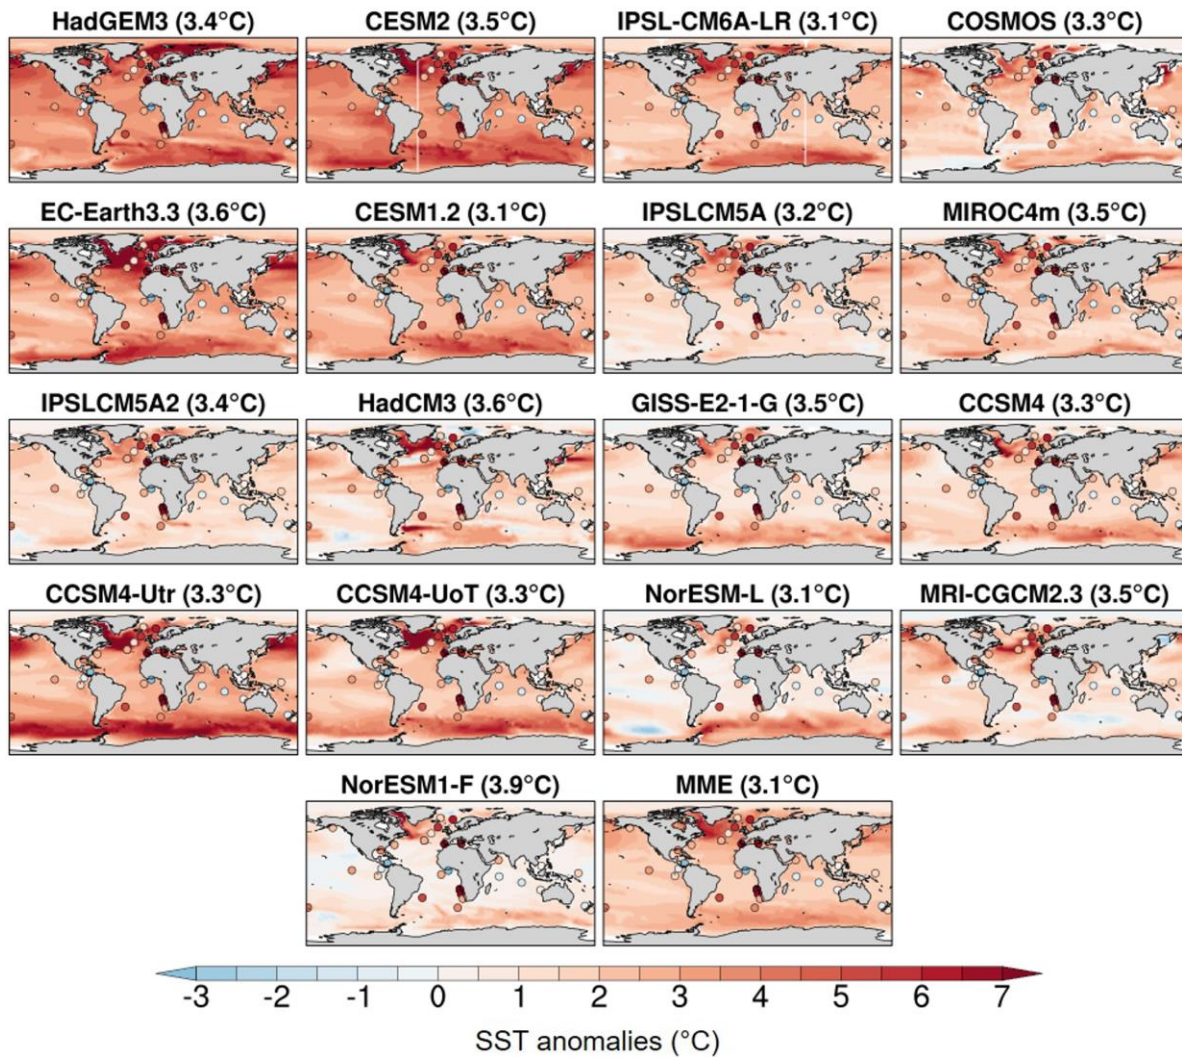 HadGEM3 (3.4°C) CESM2 (3.5°C) IPSL-CM6A-LR (3.1°C) COSMOS (3.3°C)
EC-Earth3.3 (3.6°C) CESM1.2 (3.1°C) IPSLCM5A (3.2°C) MIROC4m (3.5°C)
IPSLCM5A2 (3.4°C) HadCM3 (3.6°C) GISS-E2-1-G (3.5°C) CCSM4 (3.3°C)
CCSM4-Utr (3.3°C) CCSM4-UoT (3.3°C) NorESM-L (3.1°C) MRI-CGCM2.3 (3.5°C)
NorESM1-F (3.9°C) MME (3.1°C)
-3 -2 -1 0 1 2 3 4 5 6 7
SST anomalies (°C)